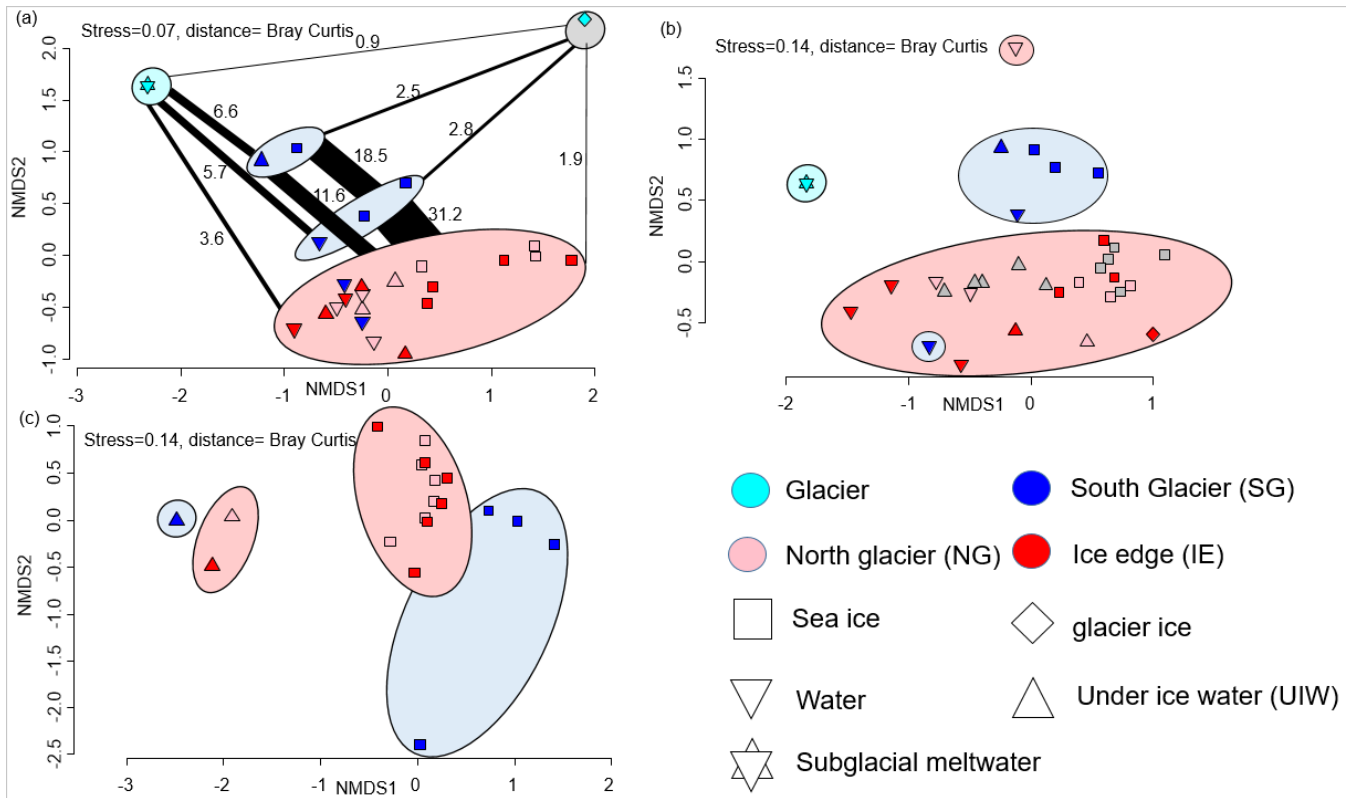 (a)
Stress=0.07, distance= Bray Curtis
0.9
2.5
6.6
2.8
18.5
5.7
11.6
1.9
31.2
3.6
NMDS2
2.0
1.5
1.0
0.5
0.0
-0.5
-1.0
-3 -2 -1 0 1 2
NMDS1
(b)
Stress=0.14, distance= Bray Curtis
NMDS2
1.5
1.0
0.5
0.0
-0.5
-2 -1 0 1
NMDS1
(c)
Stress=0.14, distance= Bray Curtis
NMDS2
1.0
0.5
0.0
-0.5
-1.0
-1.5
-2.0
-2.5
-3 -2 -1 0 1 2
NMDS1
Glacier
South Glacier (SG)
North glacier (NG)
Ice edge (IE)
Sea ice
glacier ice
Water
Under ice water (UIW)
Subglacial meltwater